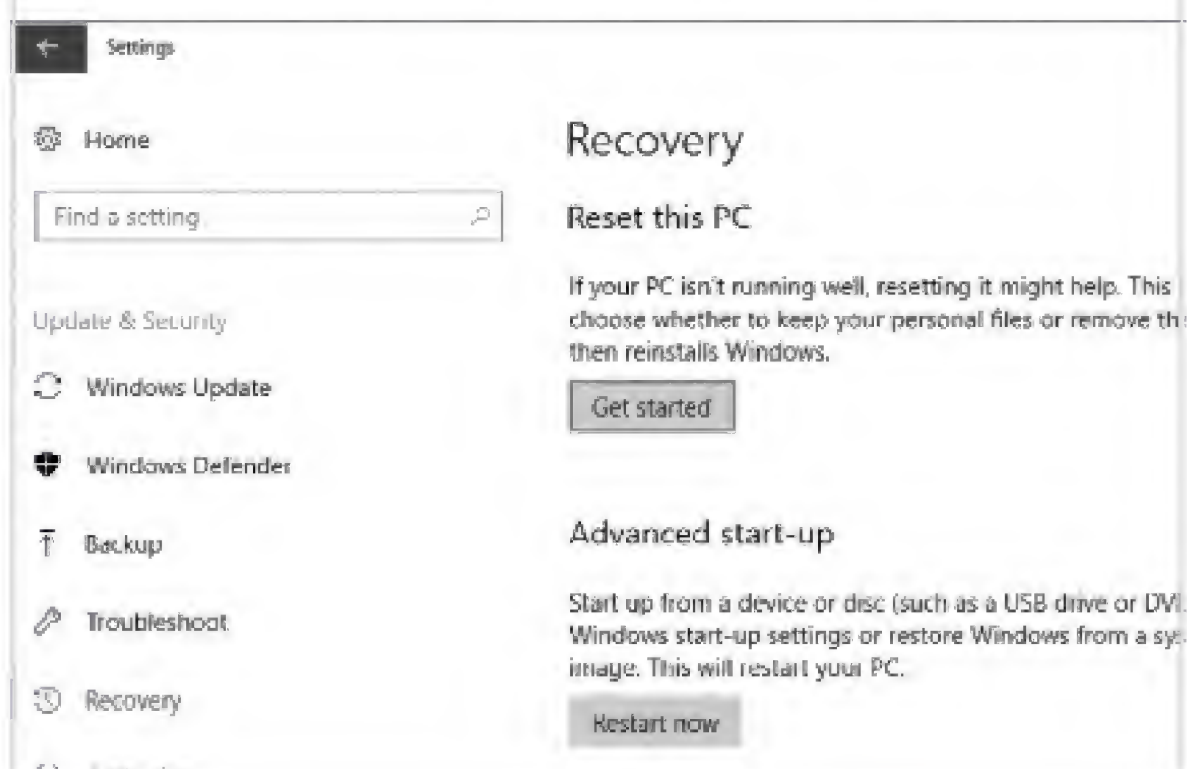 Settings
Home
Find a setting
Update & Security
Windows Update
Windows Defender
Backup
Troubleshoot
Recovery
Recovery
Reset this PC
If your PC isn't running well, resetting it might help. This
choose whether to keep your personal files or remove th
then reinstalls Windows.
Get started
Advanced start-up
Start up from a device or disc (such as a USB drive or DV
Windows start-up settings or restore Windows from a sys
image. This will restart your PC.
Restart now